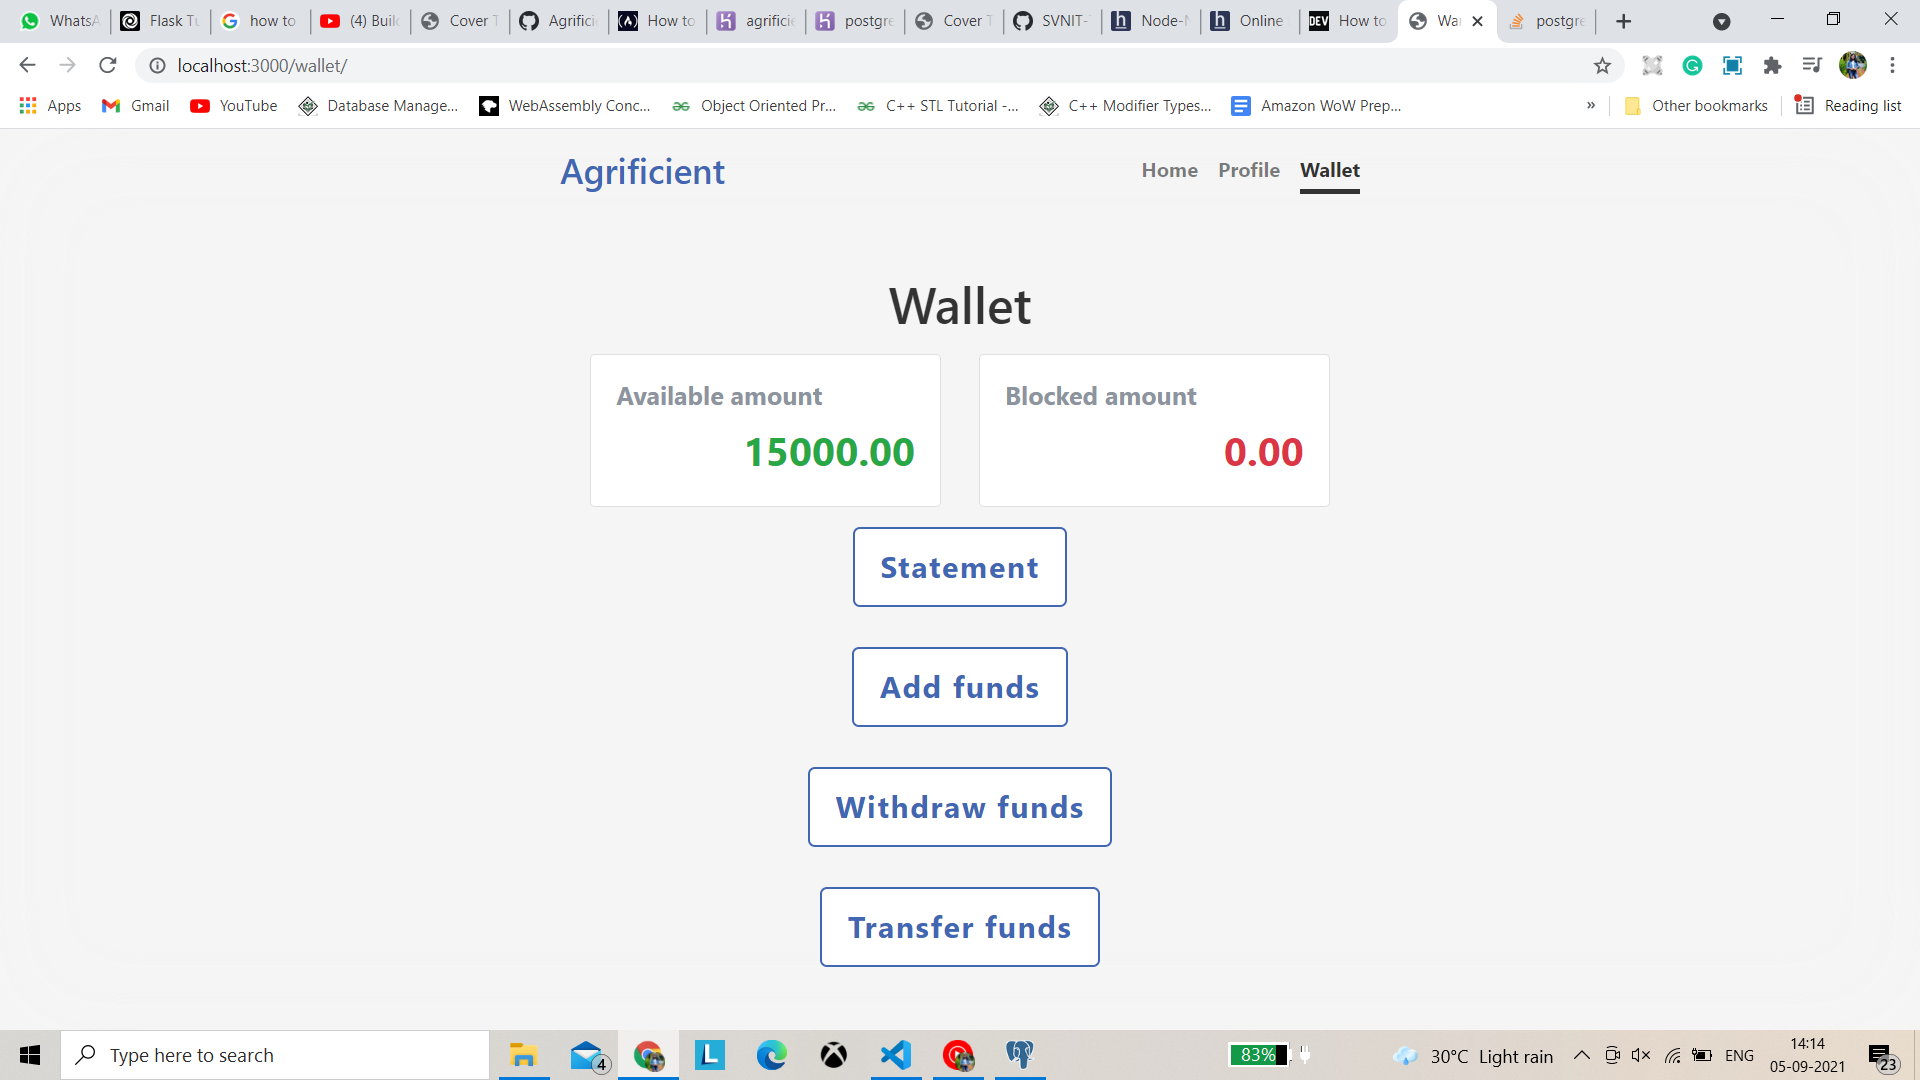 WhatsA
Flask Tu
how to
(4) Build
Cover T
Agrifici
How to
agrificie
postgre
Cover T
SVNIT-
Node-N
Online
How to
Wal
postgre
localhost:3000/wallet/
Apps
Gmail
YouTube
Database Manage...
WebAssembly Conc...
Object Oriented Pr...
C++ STL Tutorial -...
C++ Modifier Types...
Amazon WoW Prep...
»
Other bookmarks
Reading list
Agrificient
Home Profile Wallet
Wallet
Available amount
15000.00
Blocked amount
0.00
Statement
Add funds
Withdraw funds
Transfer funds
Type here to search
4
83%
30°C Light rain
ENG
14:14
05-09-2021
23